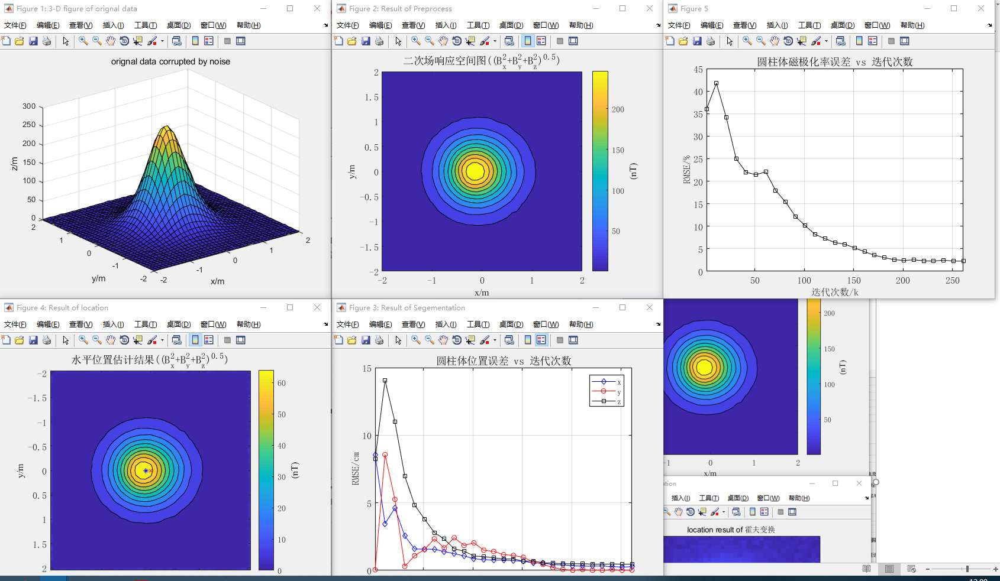 Figure 1: 3-D figure of orignal data
文件(F) 编辑(E) 查看(V) 插入(I) 工具(T) 桌面(D) 窗口(W) 帮助(H)
orignal data corrupted by noise
300
250
200
150
100
50
0
z/m
2
1
0
-1
-2
y/m
-2
-1
0
1
2
x/m
Figure 2: Result of Preprocess
文件(F) 编辑(E) 查看(V) 插入(I) 工具(T) 桌面(D) 窗口(W) 帮助(H)
二次场响应空间图((B_x^2+B_y^2+B_z^2)^0.5)
2
1.5
1
0.5
0
-0.5
-1
-1.5
-2
y/m
-2 -1 0 1 2
x/m
200
150
100
50
(nT)
Figure 5
文件(F) 编辑(E) 查看(V) 插入(I) 工具(T) 桌面(D) 窗口(W) 帮助(H)
圆柱体磁极化率误差 vs 迭代次数
45
40
35
30
25
20
15
10
5
0
RMSE/%
50 100 150 200 250
迭代次数/k
Figure 4: Result of location
文件(F) 编辑(E) 查看(V) 插入(I) 工具(T) 桌面(D) 窗口(W) 帮助(H)
水平位置估计结果((B_x^2+B_y^2+B_z^2)^0.5)
-2
-1.5
-1
-0.5
0
0.5
1
1.5
2
y/m
60
50
40
30
20
10
0
(nT)
Figure 3: Result of Segementation
文件(F) 编辑(E) 查看(V) 插入(I) 工具(T) 桌面(D) 窗口(W) 帮助(H)
圆柱体位置误差 vs 迭代次数
15
10
5
0
RMSE/cm
x
y
z
200
150
100
50
(nT)
-1 0 1 2
x/m
ation
插入(I) 工具(T) 桌面(D) 窗口(W) 帮助(H)
location result of 霍夫变换